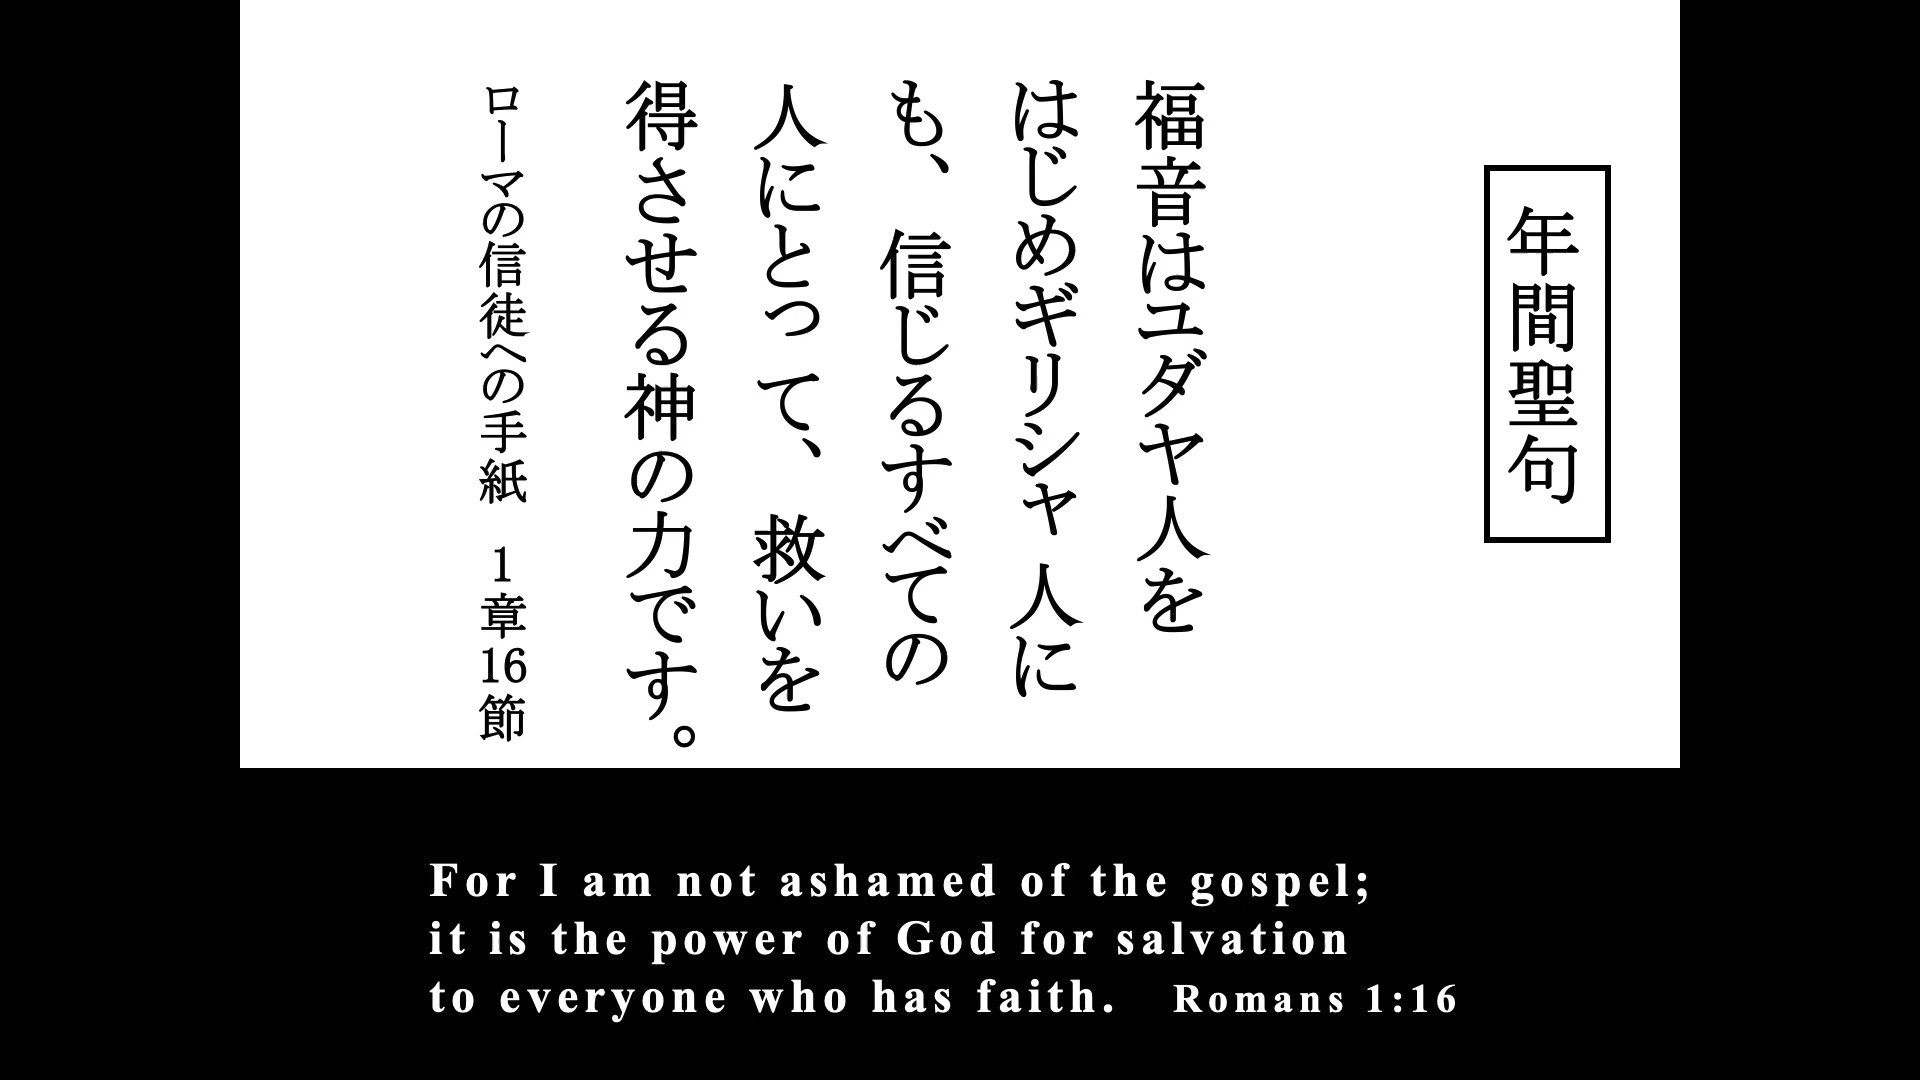 年間聖句
福音はユダヤ人を
はじめギリシャ人に
も、信じるすべての
人にとって、救いを
得させる神の力です。
ローマの信徒への手紙　1章16節
For I am not ashamed of the gospel;
it is the power of God for salvation
to everyone who has faith. Romans 1:16